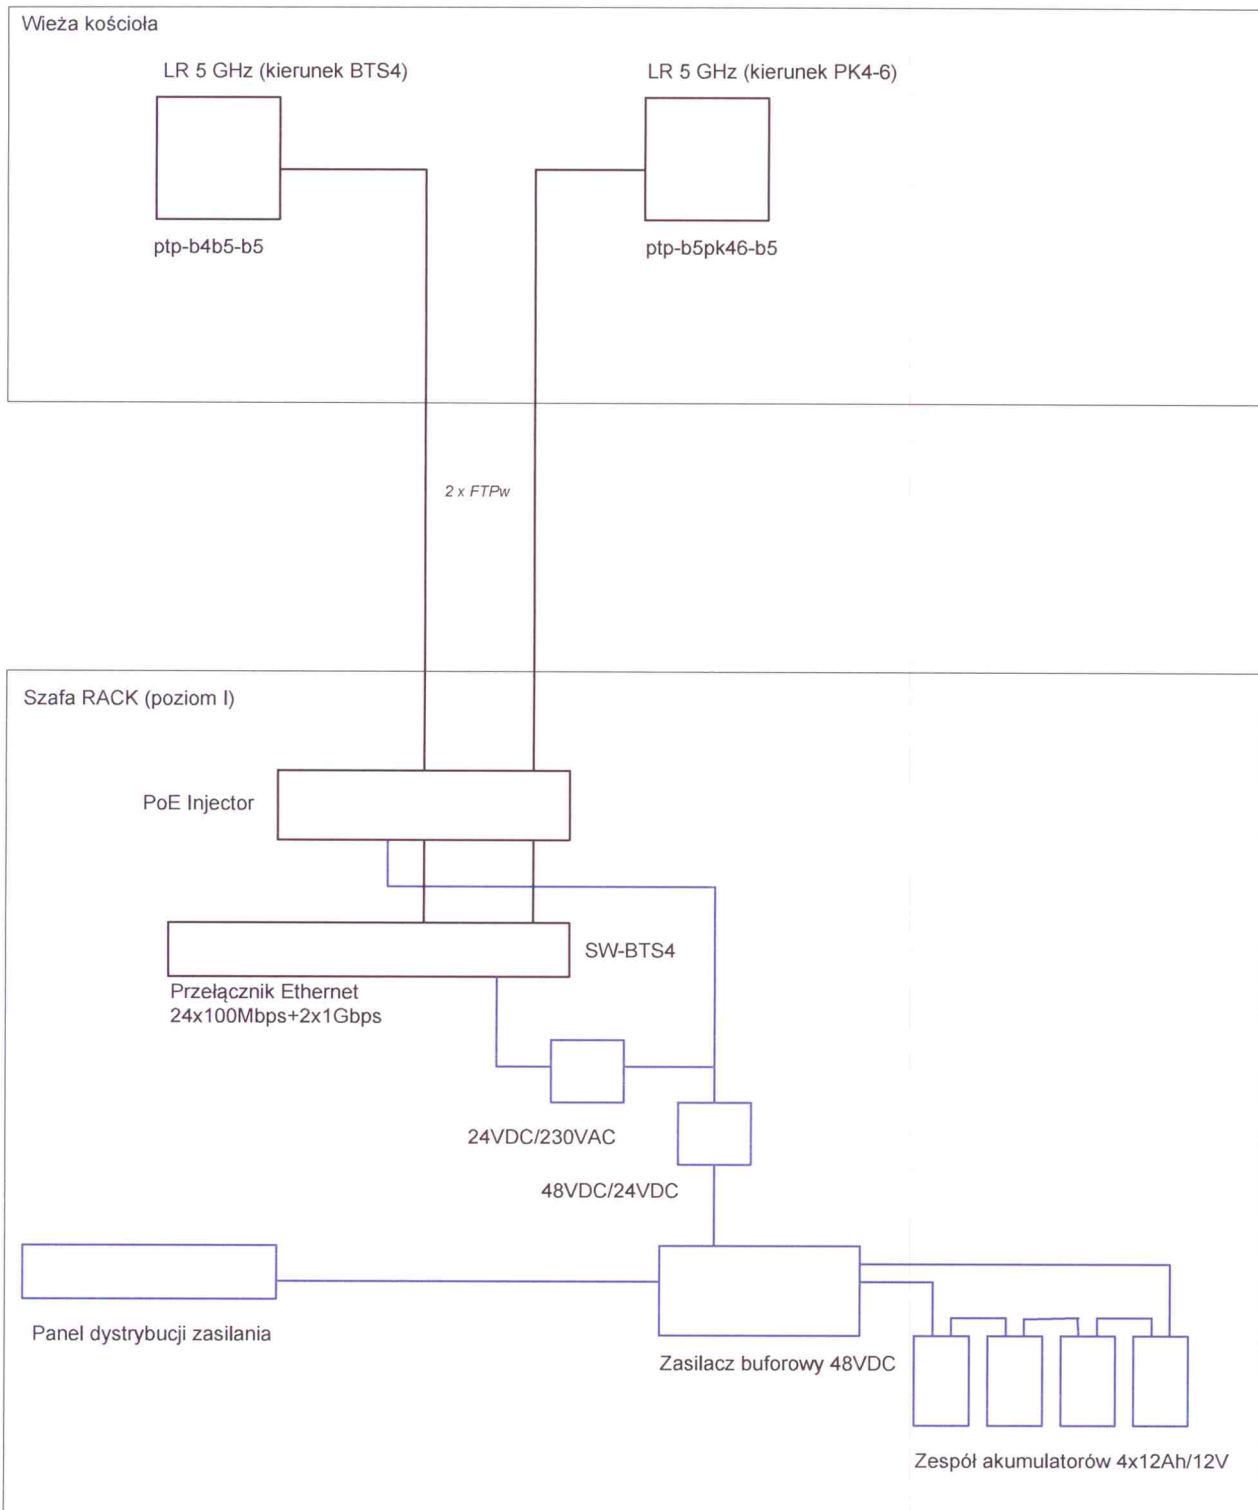 Wieża kościoła
LR 5 GHz (kierunek BTS4)
LR 5 GHz (kierunek PK4-6)
ptp-b4b5-b5
ptp-b5pk46-b5
2 x FTPw
Szafa RACK (poziom I)
PoE Injector
SW-BTS4
Przełącznik Ethernet
24x100Mbps+2x1Gbps
24VDC/230VAC
48VDC/24VDC
Panel dystrybucji zasilania
Zasilacz buforowy 48VDC
Zespół akumulatorów 4x12Ah/12V